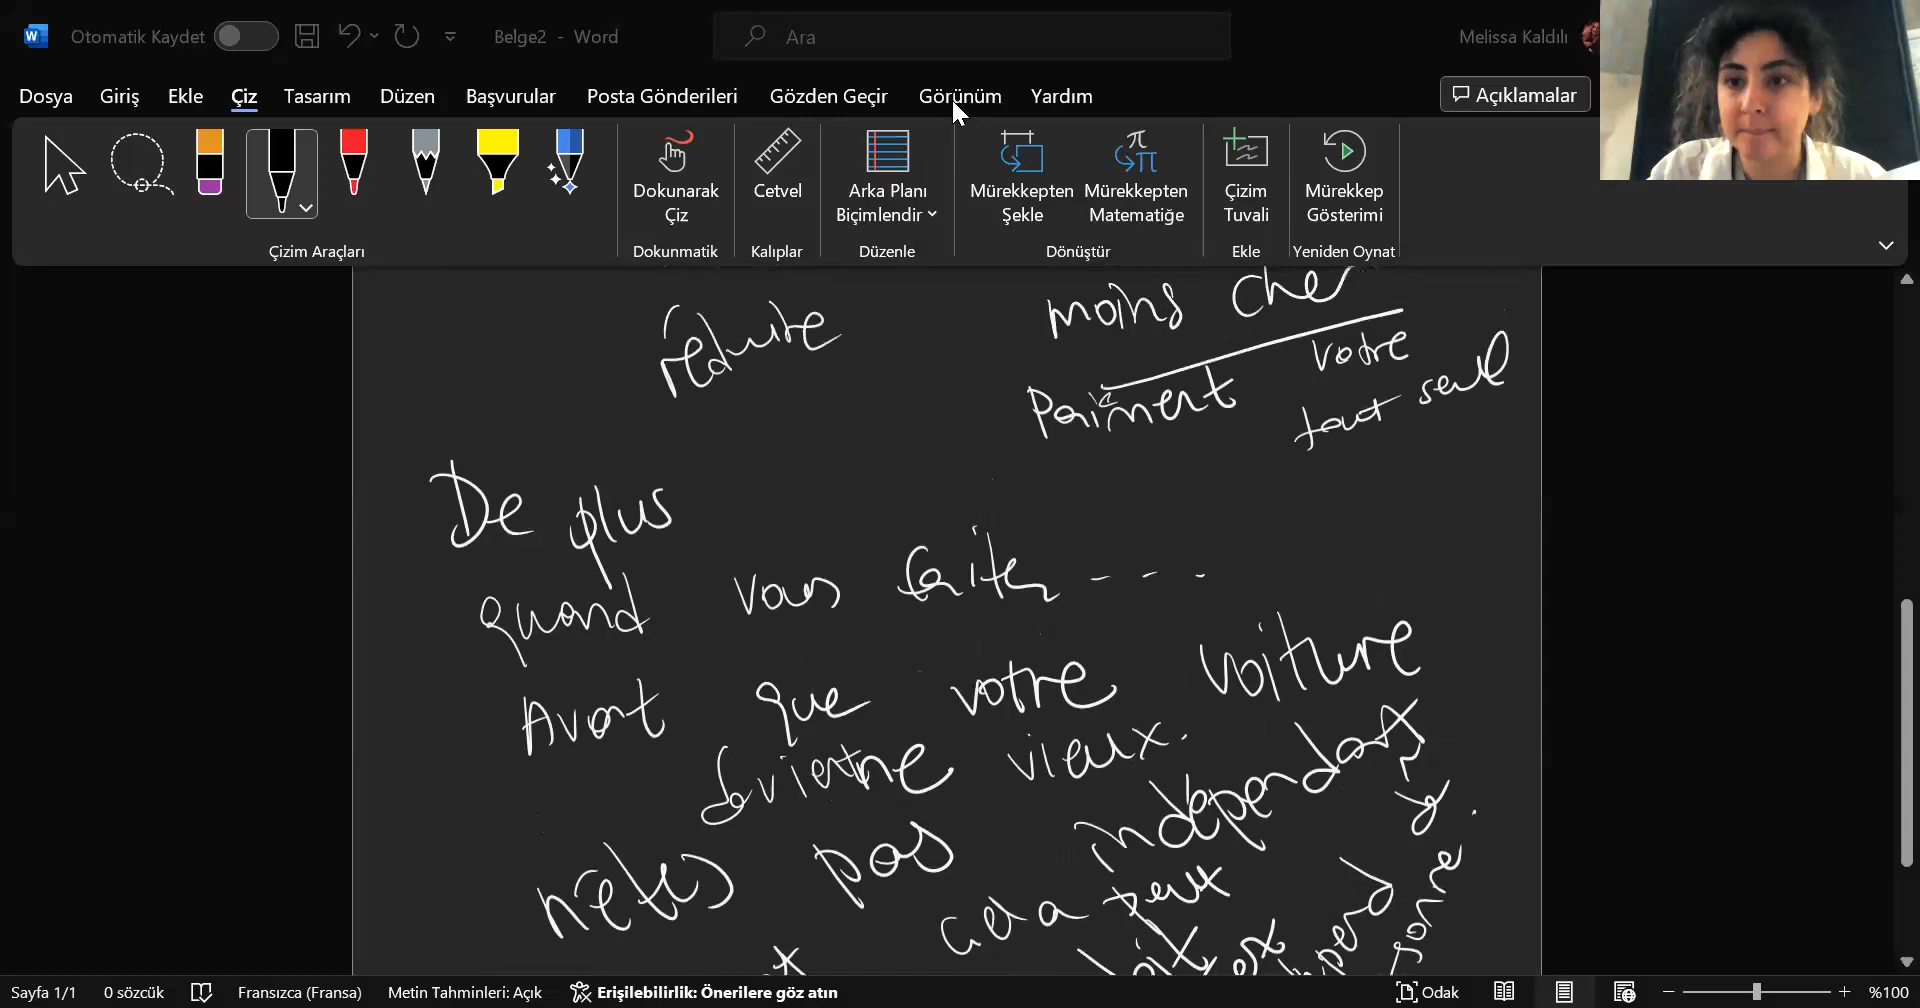 Otomatik Kaydet Belge2 - Word Ara Melissa Kaldılı
Dosya Giriş Ekle Çiz Tasarım Düzen Başvurular Posta Gönderileri Gözden Geçir Görünüm Yardım Açıklamalar
Dokunarak Çiz
Cetvel
Arka Planı Biçimlendir
Mürekkepten Şekle
Mürekkepten Matematiğe
Çizim Tuvali
Mürekkep Gösterimi
Çizim Araçları Dokunmatik Kalıplar Düzenle Dönüştür Ekle Yeniden Oynat
réduire moins cher
Paiment votre
tout seul
De plus
quand vous faites - - -
Avant que votre voiture
devienne vieux.
n'êtes pas indépendants
cela peux
Sayfa 1/1 0 sözcük Fransızca (Fransa) Metin Tahminleri: Açık Erişilebilirlik: Önerilere göz atın Odak %100